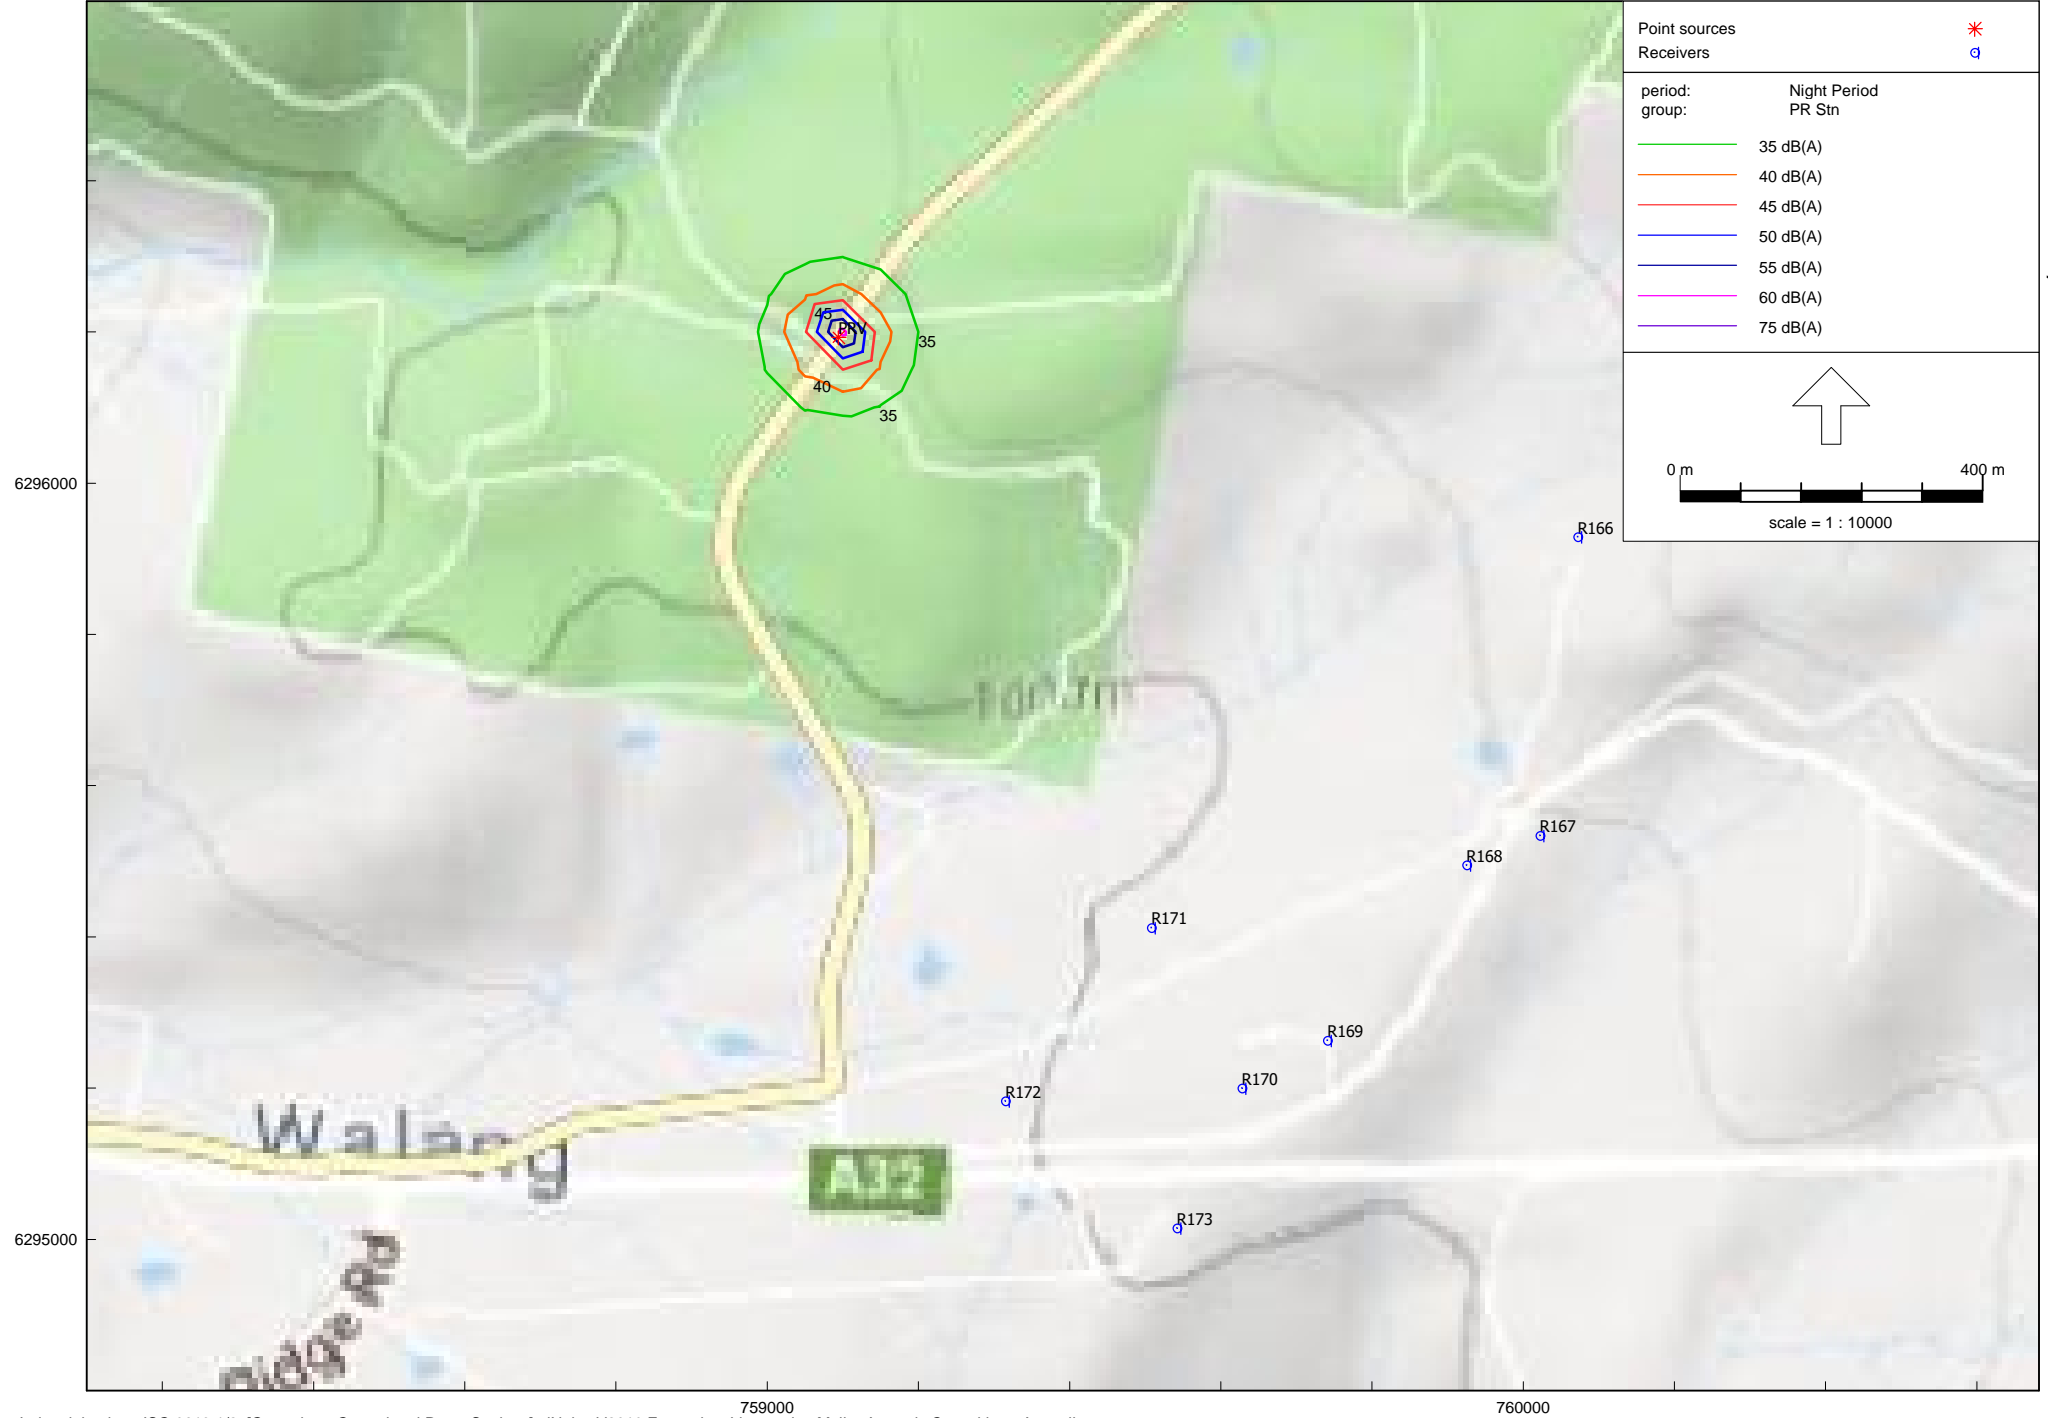 Point sources
Receivers
period: Night Period
group: PR Stn
35 dB(A)
40 dB(A)
45 dB(A)
50 dB(A)
55 dB(A)
60 dB(A)
75 dB(A)
0 m 400 m
scale = 1 : 10000
45
PRV
35
40
35
6296000
R166
R167
R168
R171
R169
R170
R172
Walang
A32
R173
6295000
Ridge Rd
759000 760000